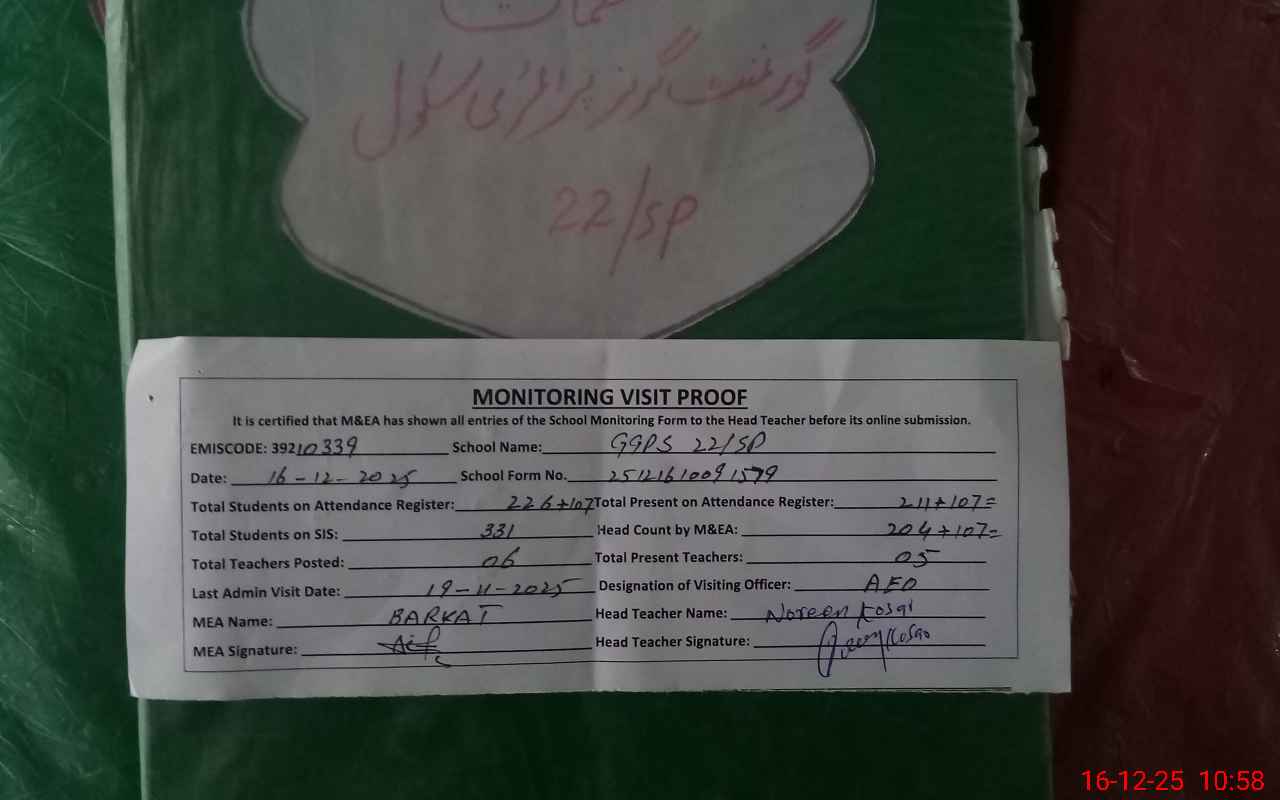 گورنمنٹ گرلز پرائمری سکول
22/SP
MONITORING VISIT PROOF
It is certified that M&EA has shown all entries of the School Monitoring Form to the Head Teacher before its online submission.
EMISCODE: 39210339 School Name: GGPS 22/SP
Date: 16-12-2025 School Form No. 25121610091579
Total Students on Attendance Register: 226+107 Total Present on Attendance Register: 211+107=
Total Students on SIS: 331 Head Count by M&EA: 204+107=
Total Teachers Posted: 06 Total Present Teachers: 05
Last Admin Visit Date: 19-11-2025 Designation of Visiting Officer: AEO
MEA Name: BARKAT Head Teacher Name: Noreen Kosar
MEA Signature: Head Teacher Signature:
16-12-25 10:58